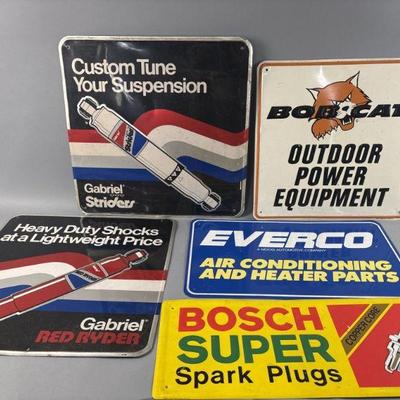 Custom Tune
Your Suspension
Gabriel
Striders
BOBCAT
OUTDOOR
POWER
EQUIPMENT
Heavy Duty Shocks
at a Lightweight Price
Gabriel
RED RYDER
EVERCO
AIR CONDITIONING
AND HEATER PARTS
BOSCH
SUPER
Spark Plugs
COPPER CORE